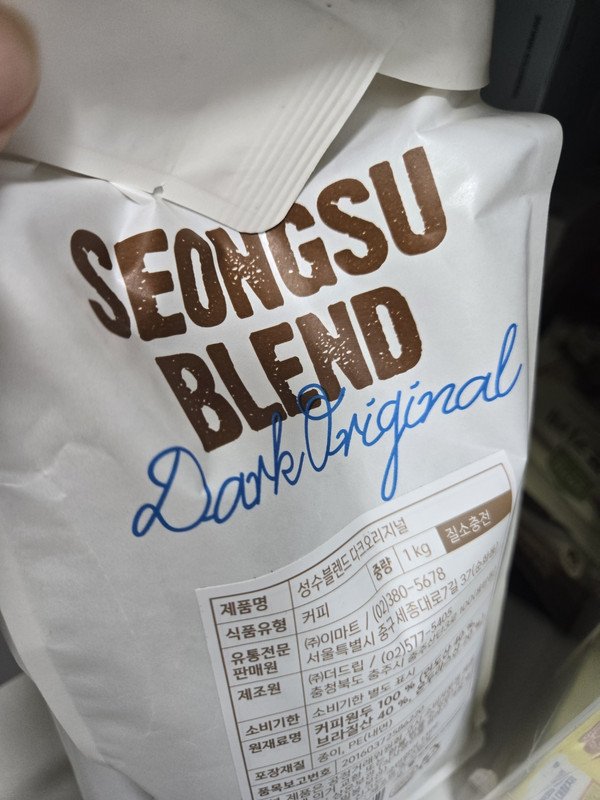 SEONGSU
BLEND
Dark Original
제품명 성수블렌드 다크오리지널 중량 1kg 질소충전
식품유형 커피
유통전문판매원 (주)이마트 / (02)380-5678
서울특별시 중구 세종대로7길 37
제조원 (주)더드립 / (02)577-5405
충청북도 충주시
소비기한 소비기한 별도 표시
원재료명 커피원두 100 %
브라질산 40 %,
포장재질 종이, PE(내면)
품목보고번호